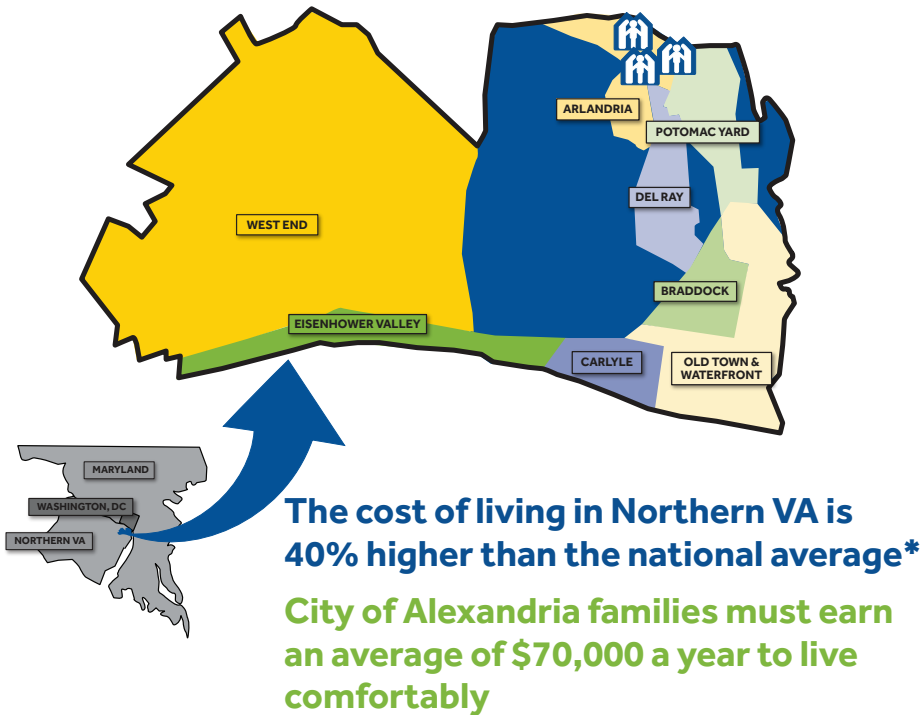 ARLANDRIA
POTOMAC YARD
DEL RAY
WEST END
BRADDOCK
EISENHOWER VALLEY
CARLYLE
OLD TOWN &
WATERFRONT
MARYLAND
WASHINGTON, DC
NORTHERN VA
The cost of living in Northern VA is
40% higher than the national average*
City of Alexandria families must earn
an average of $70,000 a year to live
comfortably